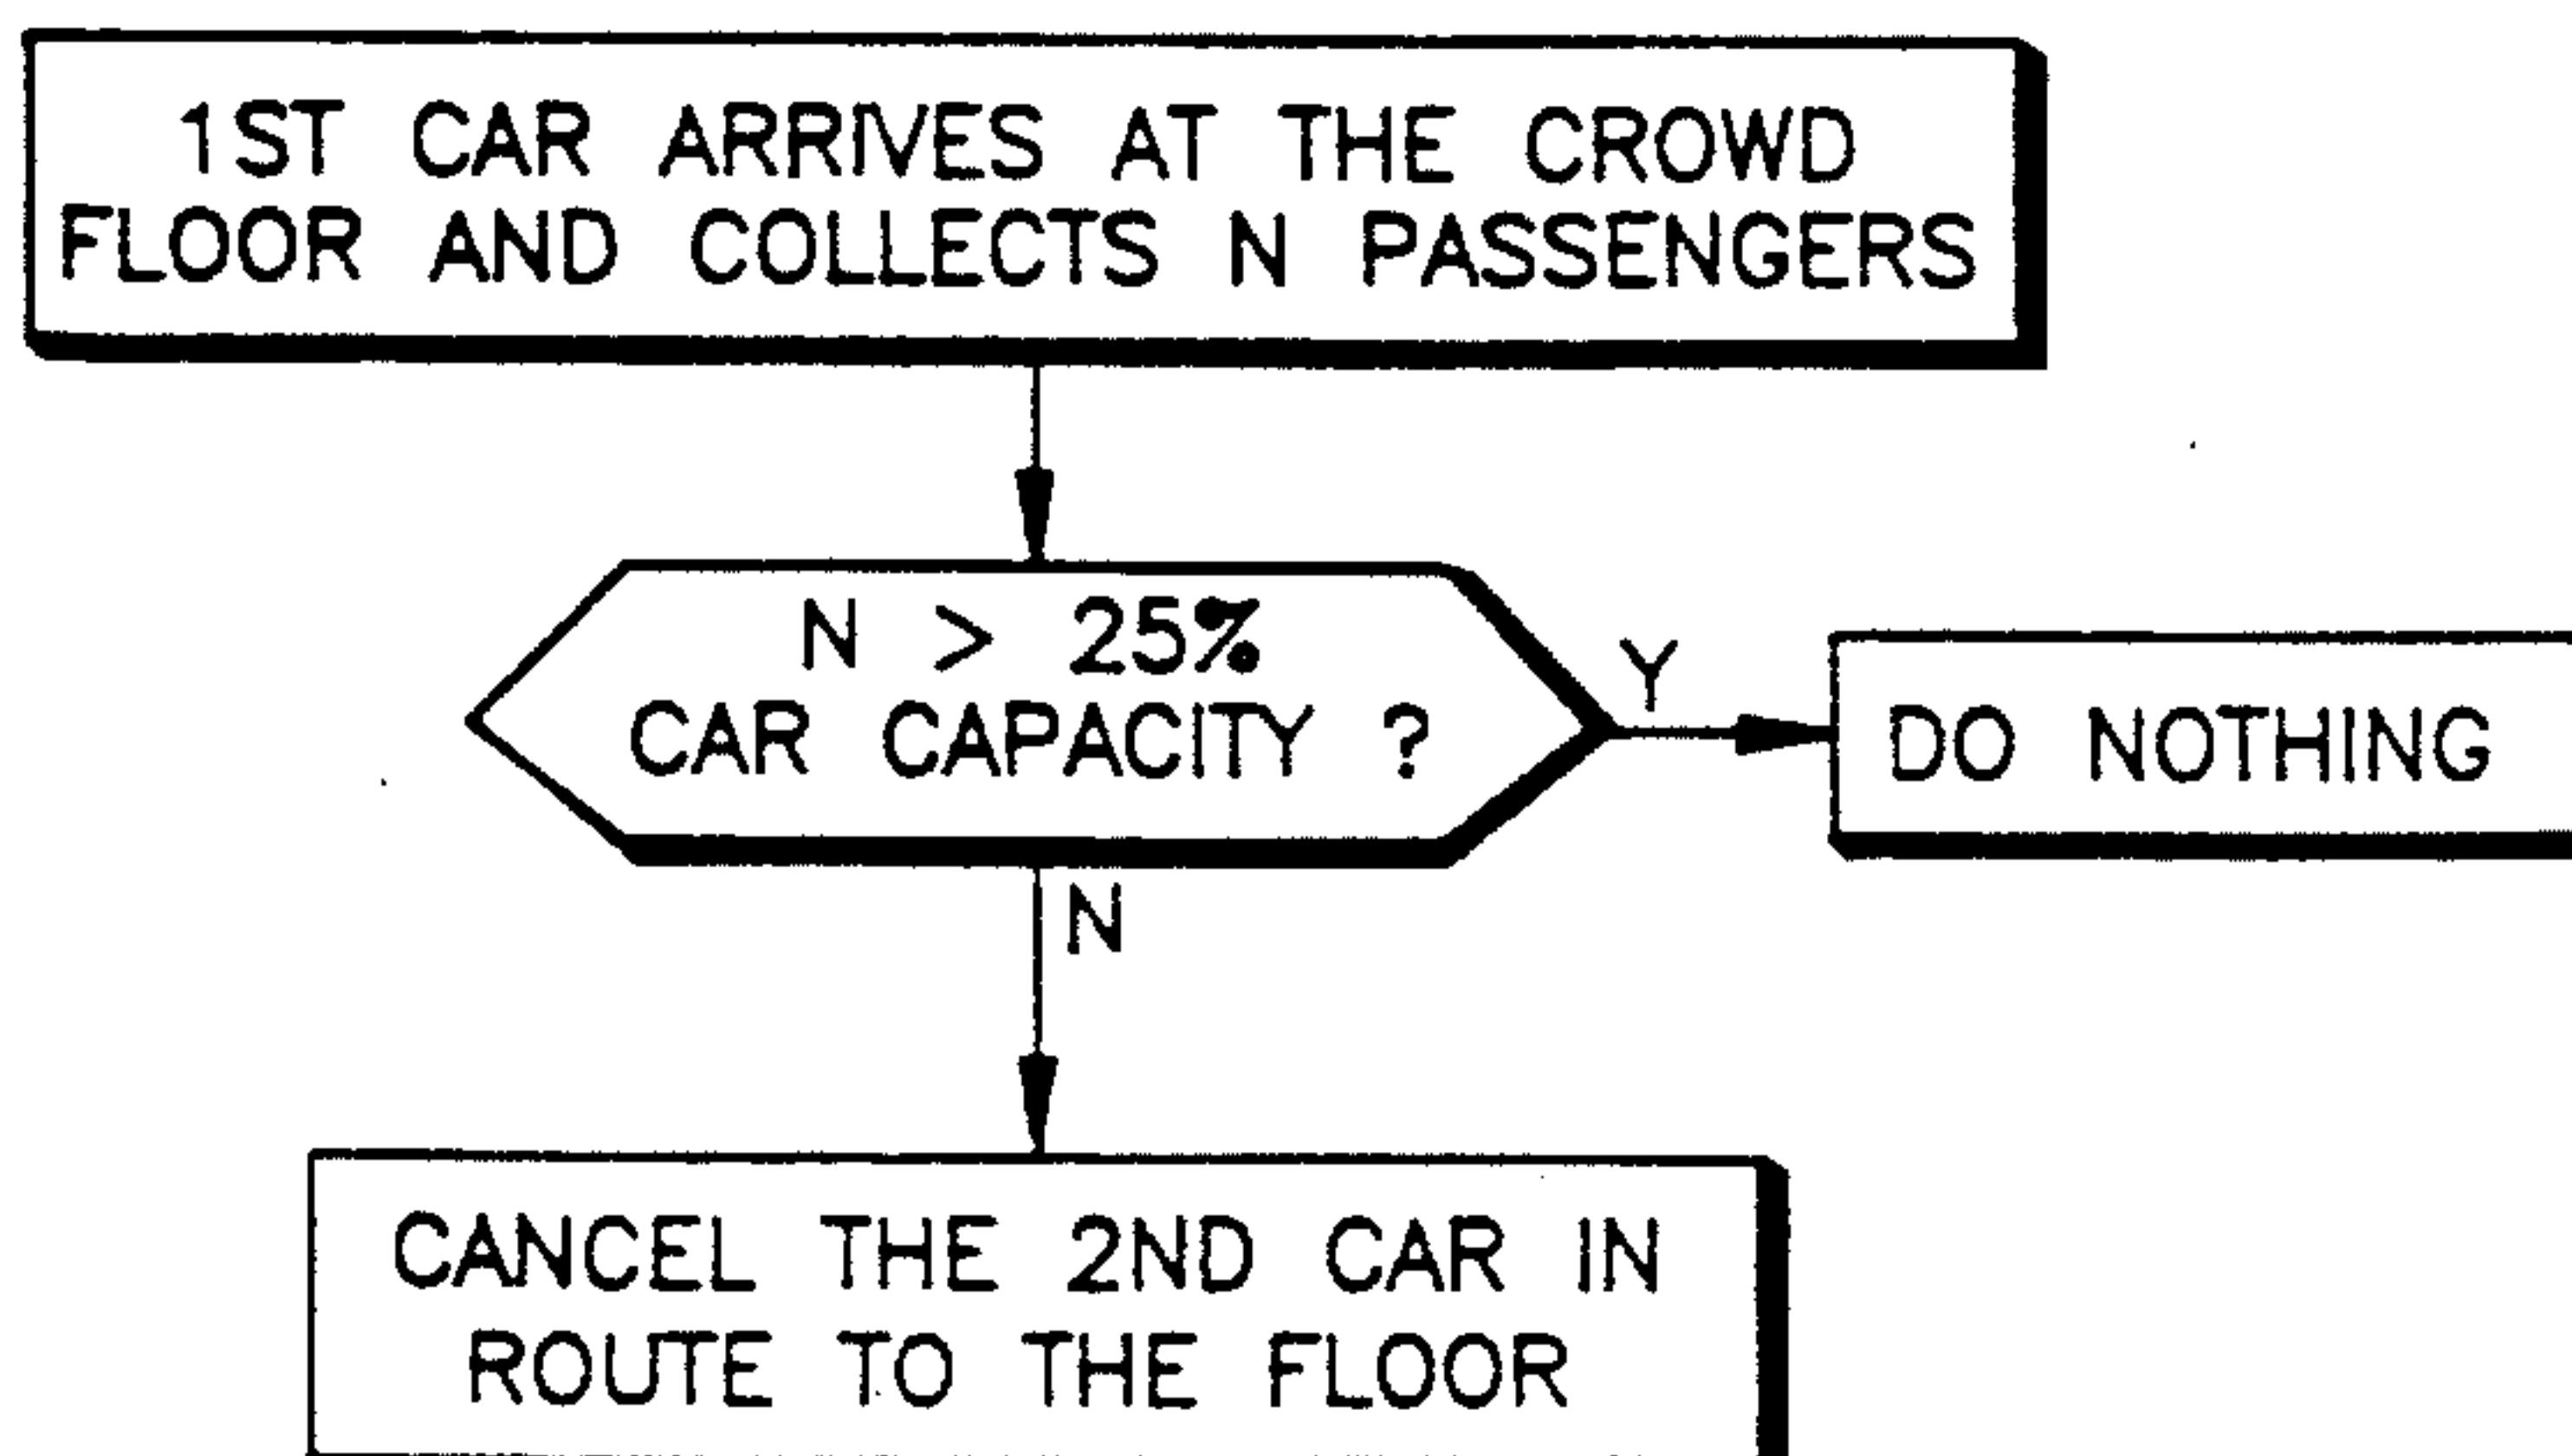 1ST CAR ARRIVES AT THE CROWD
FLOOR AND COLLECTS N PASSENGERS
N > 25%
CAR CAPACITY ?
Y
DO NOTHING
N
CANCEL THE 2ND CAR IN
ROUTE TO THE FLOOR